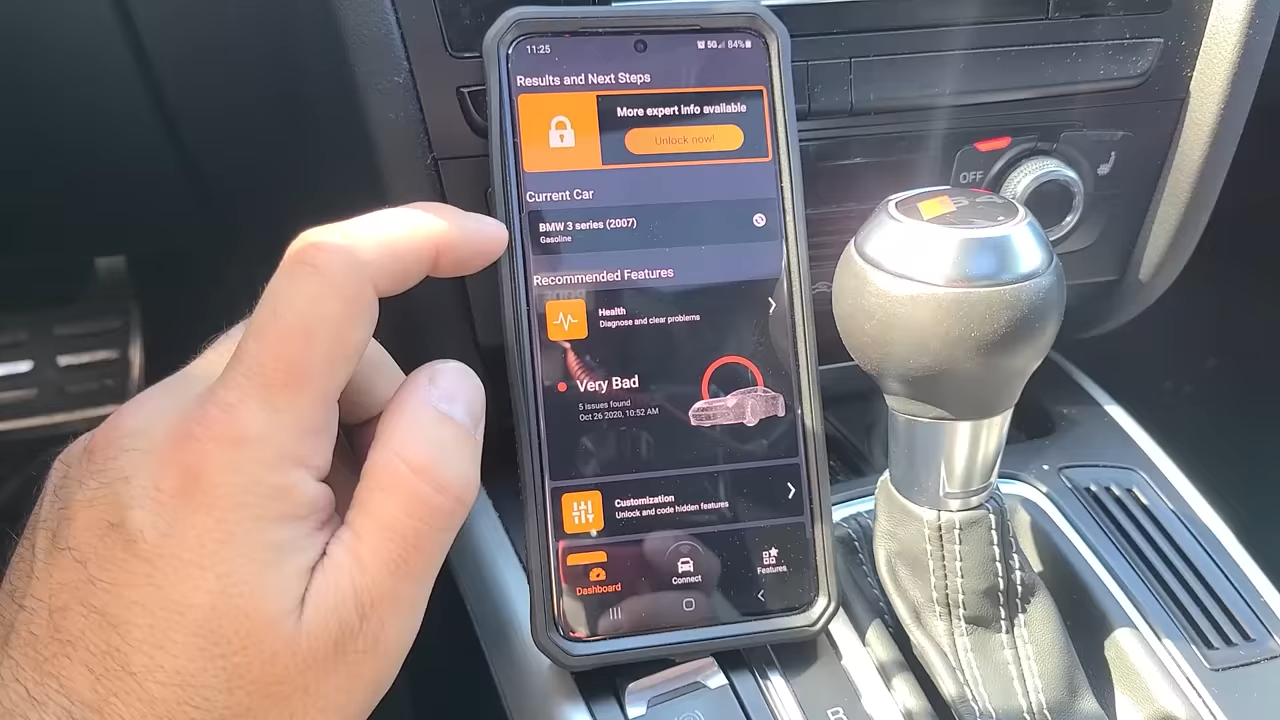 11:25
5G 84%
Results and Next Steps
More expert info available
Unlock now!
Current Car
BMW 3 series (2007)
Gasoline
Recommended Features
Health
Diagnose and clear problems
Very Bad
5 issues found
Oct 26 2020, 10:52 AM
Customization
Unlock and code hidden features
Dashboard
Connect
Features
OFF
R